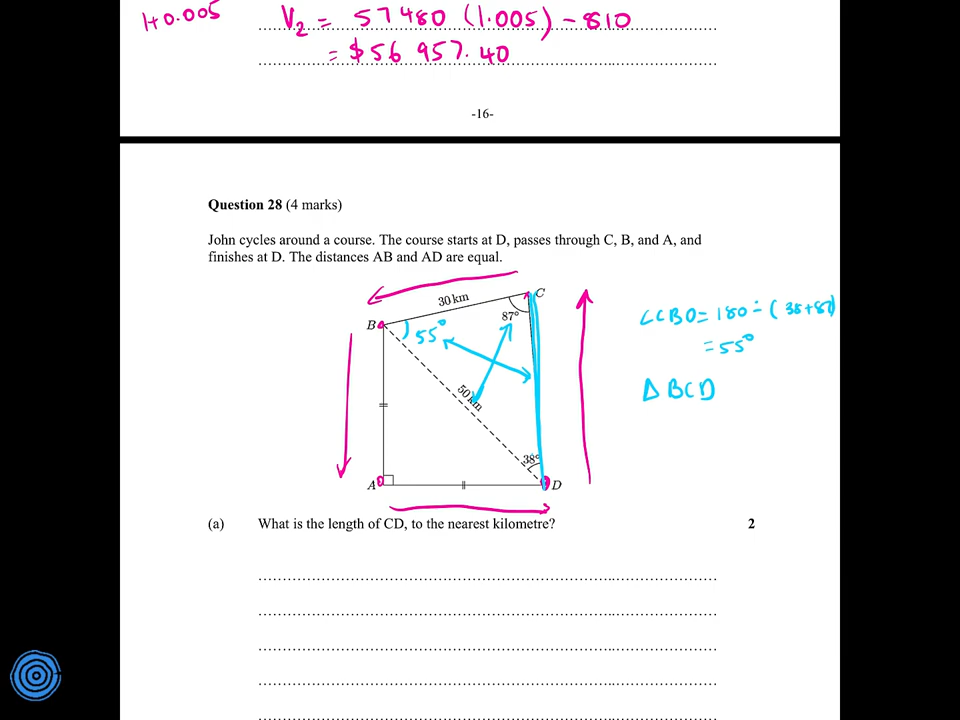 1+0.005
V2 = 57480 (1.005) - 810
= $56 957.40
-16-
Question 28 (4 marks)
John cycles around a course. The course starts at D, passes through C, B, and A, and
finishes at D. The distances AB and AD are equal.
C
30 km
B
87°
55°
50 km
38°
A
D
∠CBD = 180 - (38+87)
= 55°
Δ BCD
(a) What is the length of CD, to the nearest kilometre? 2